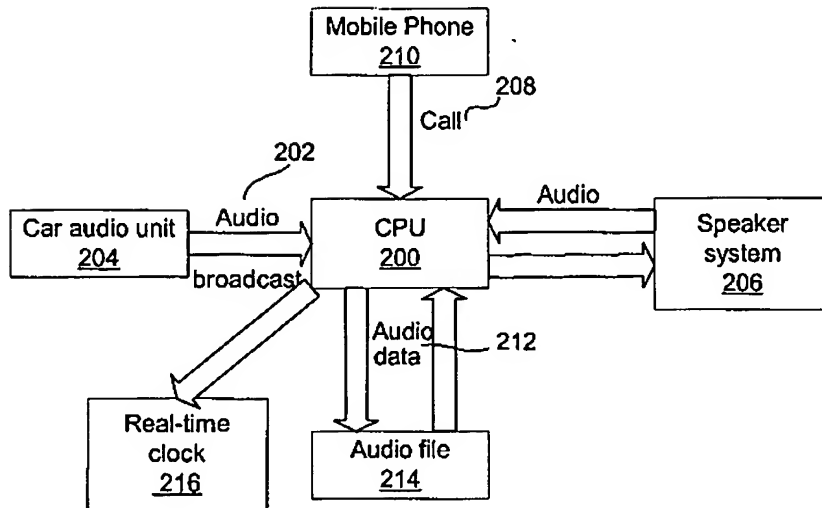 Mobile Phone
210
208
Call
202
Audio
Car audio unit
204
broadcast
CPU
200
Audio
Speaker
system
206
Audio
data
212
Real-time
clock
216
Audio file
214